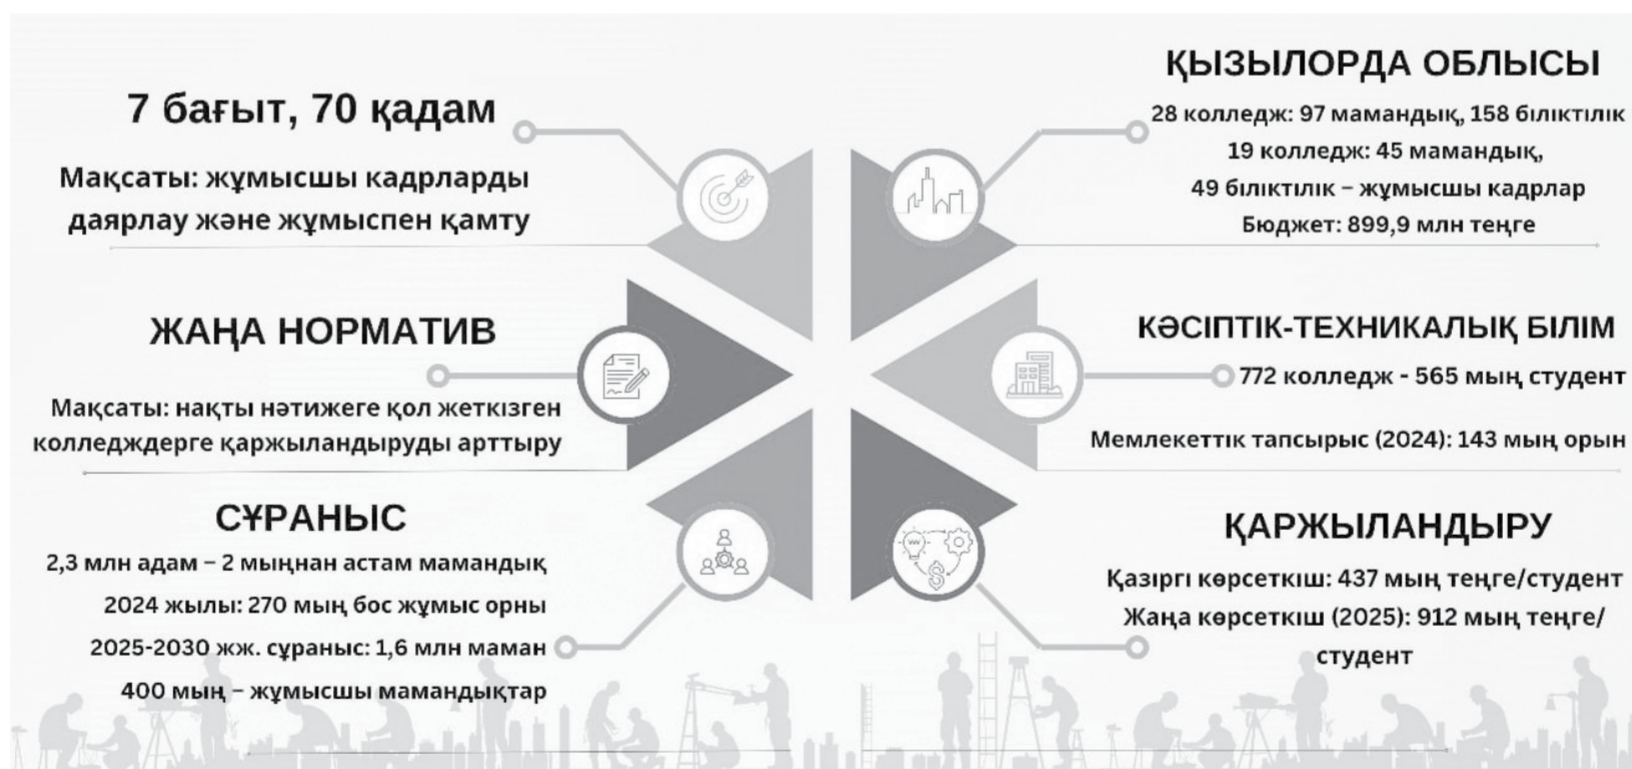 7 бағыт, 70 қадам
Мақсаты: жұмысшы кадрларды
даярлау және жұмыспен қамту
ЖАҢА НОРМАТИВ
Мақсаты: нақты нәтижеге қол жеткізген
колледждерге қаржыландыруды арттыру
СҰРАНЫС
2,3 млн адам – 2 мыңнан астам мамандық
2024 жылы: 270 мың бос жұмыс орны
2025-2030 жж. сұраныс: 1,6 млн маман
400 мың – жұмысшы мамандықтар
ҚЫЗЫЛОРДА ОБЛЫСЫ
28 колледж: 97 мамандық, 158 біліктілік
19 колледж: 45 мамандық,
49 біліктілік – жұмысшы кадрлар
Бюджет: 899,9 млн теңге
КӘСІПТІК-ТЕХНИКАЛЫҚ БІЛІМ
772 колледж - 565 мың студент
Мемлекеттік тапсырыс (2024): 143 мың орын
ҚАРЖЫЛАНДЫРУ
Қазіргі көрсеткіш: 437 мың теңге/студент
Жаңа көрсеткіш (2025): 912 мың теңге/
студент